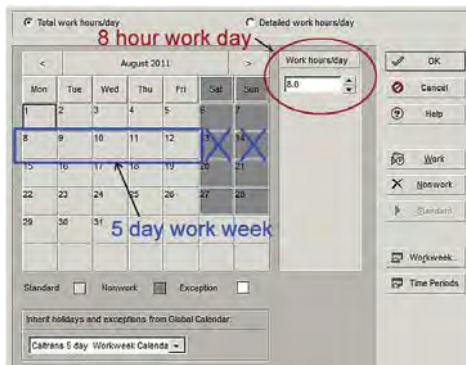 Total work hours/day
Detailed work hours/day
8 hour work day
< August 2011 >
Work hours/day
8.0
Mon Tue Wed Thu Fri Sat Sun
1 2 3 4 5 6 7
8 9 10 11 12 13 14
15 16 17 18 19 20 21
22 23 24 25 26 27 28
29 30 31
5 day work week
Standard Nonwork Exception
Inherit holidays and exceptions from Global Calendar:
Caltrans 5 day Workweek Calenda
OK
Cancel
Help
Work
Nonwork
Standard
Workweek...
Time Periods